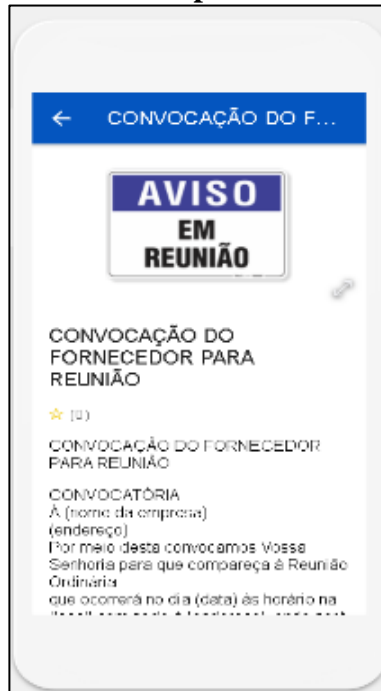 CONVOCAÇÃO DO F...
AVISO
EM
REUNIÃO
CONVOCAÇÃO DO
FORNECEDOR PARA
REUNIÃO
(0)
CONVOCAÇÃO DO FORNECEDOR
PARA REUNIÃO
CONVOCATÓRIA
À (nome da empresa)
(endereço)
Por meio desta convocamos Vossa
Senhoria para que compareça à Reunião
Ordinária
que ocorrerá no dia (data) às horário na